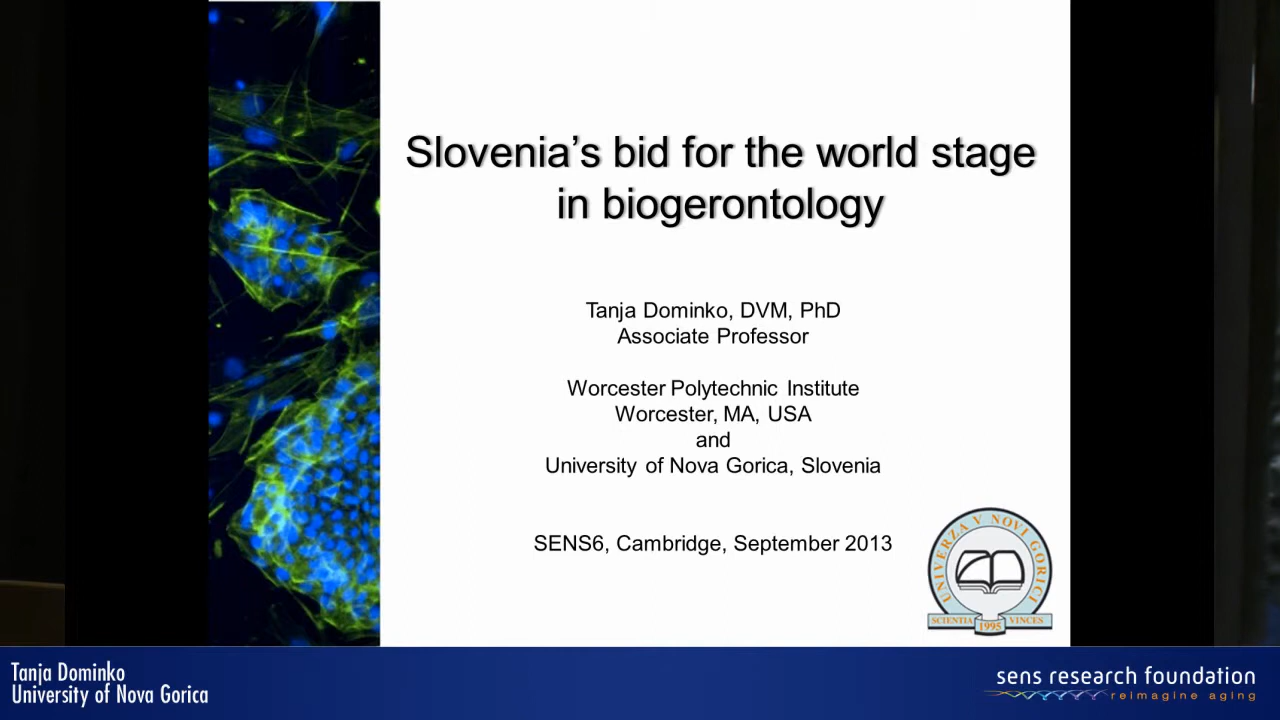 Slovenia’s bid for the world stage
in biogerontology
Tanja Dominko, DVM, PhD
Associate Professor
Worcester Polytechnic Institute
Worcester, MA, USA
and
University of Nova Gorica, Slovenia
SENS6, Cambridge, September 2013
UNIVERZA V NOVI GORICI
SCIENTIA VINCES
1995
Tanja Dominko
University of Nova Gorica
sens research foundation
reimagine aging